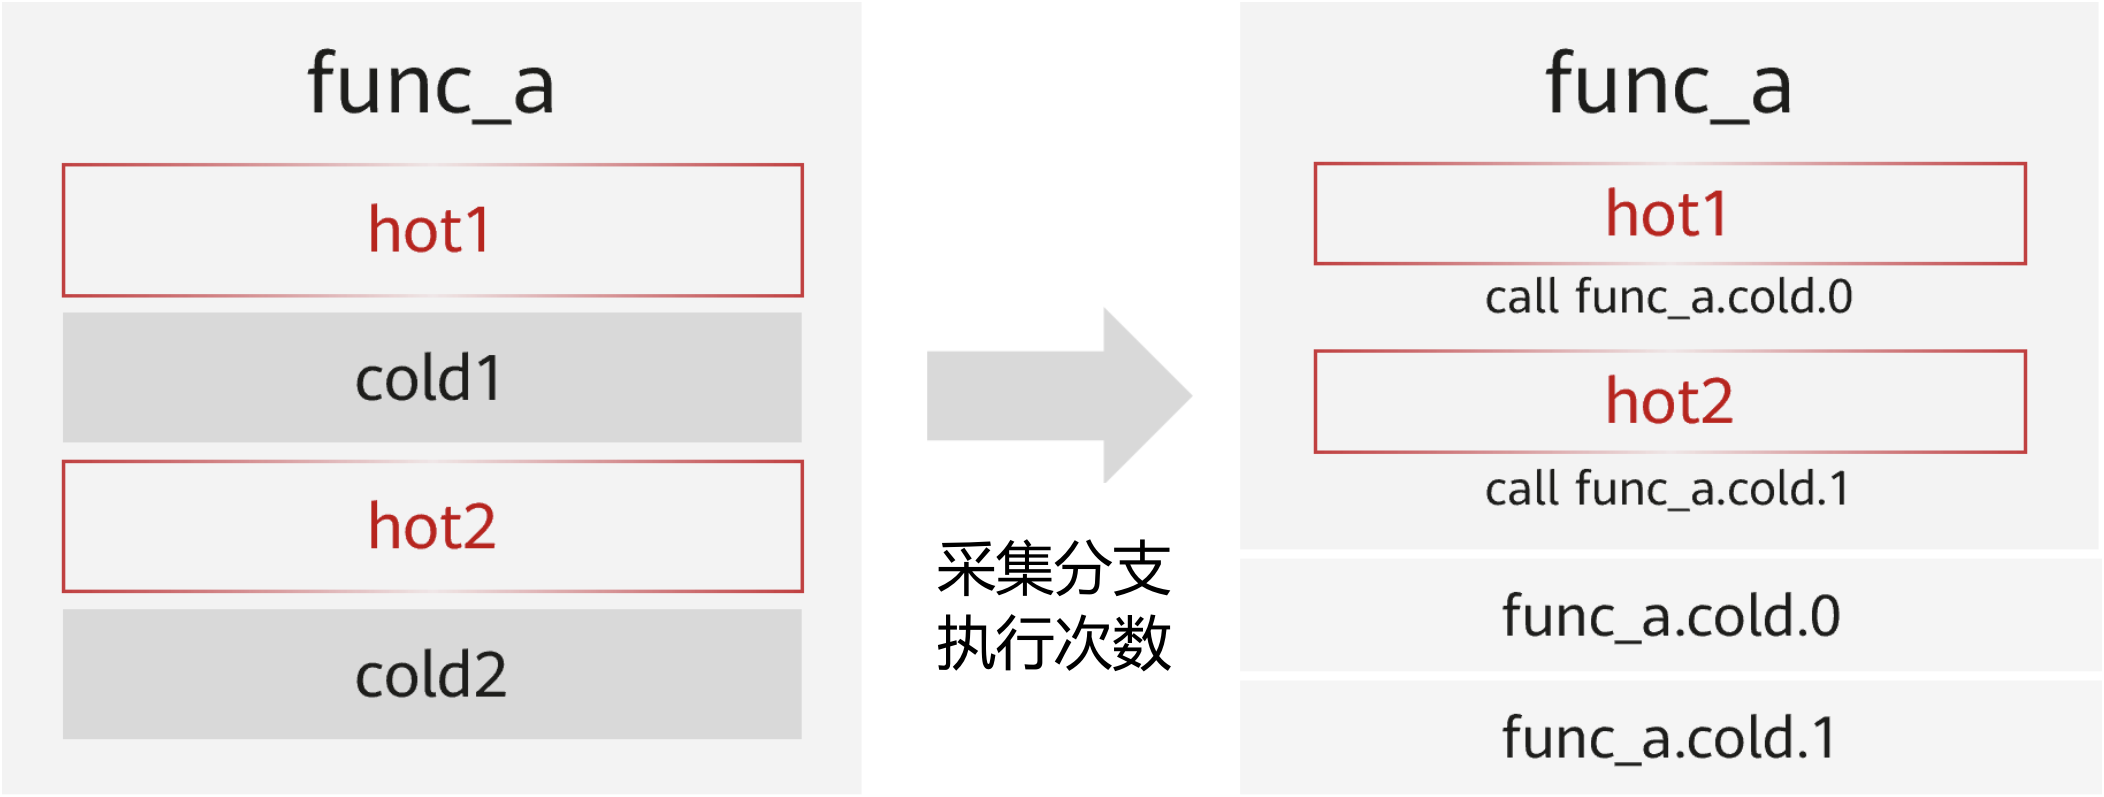 func_a
hot1
cold1
hot2
cold2
采集分支
执行次数
func_a
hot1
call func_a.cold.0
hot2
call func_a.cold.1
func_a.cold.0
func_a.cold.1